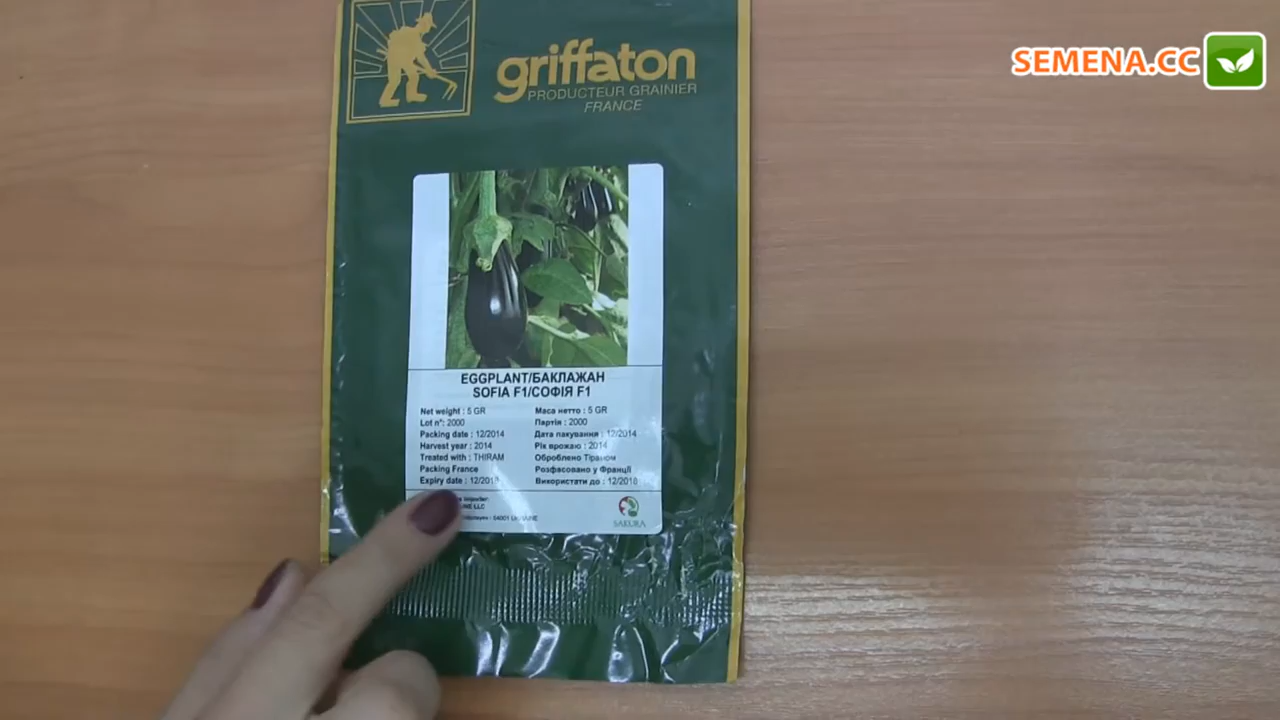 griffaton
PRODUCTEUR GRAINIER
FRANCE
SEMENA.CC
EGGPLANT/БАКЛАЖАН
SOFIA F1/СОФІЯ F1
Net weight : 5 GR
Lot n°: 2000
Packing date : 12/2014
Harvest year : 2014
Treated with : THIRAM
Packing France
Expiry date :
Маса нетто : 5 GR
Партія : 2000
Дата пакування : 12/2014
Рік врожаю : 2014
Оброблено Тірамом
Розфасовано у Франції
Використати до : 12/2018
LLC
UKRAINE
SAKURA